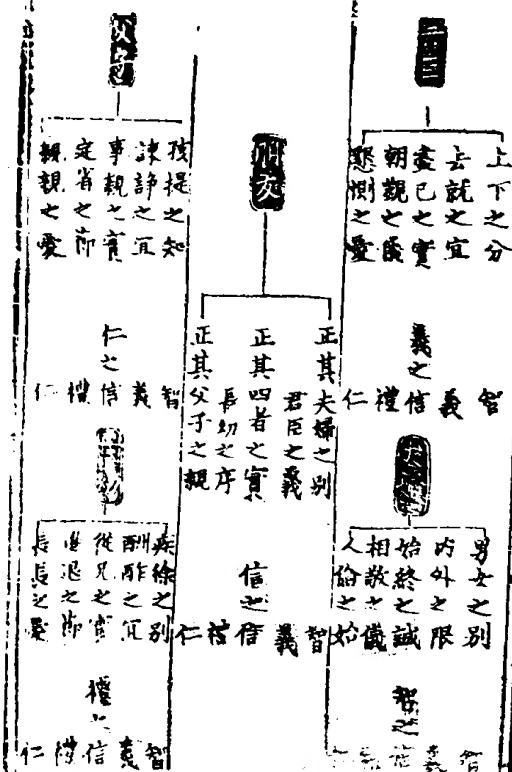 君臣
上下之分
去就之宜
盡己之實
朝覲之儀
懇惻之愛
義之
智義信禮仁
夫婦
男女之別
內外之限
始終之誠
相敬之儀
人倫之始
智之
智義信禮仁
朋友
正其夫婦之別
君臣之義
正其四者之實
長幼之序
正其父子之親
信之
智義信禮仁
父子
孩提之知
諫諍之宜
事親之實
定省之節
親親之愛
仁之
智義信禮仁
長幼
疾徐之別
酬酢之宜
從兄之實
進退之節
長長之愛
禮之
智義信禮仁